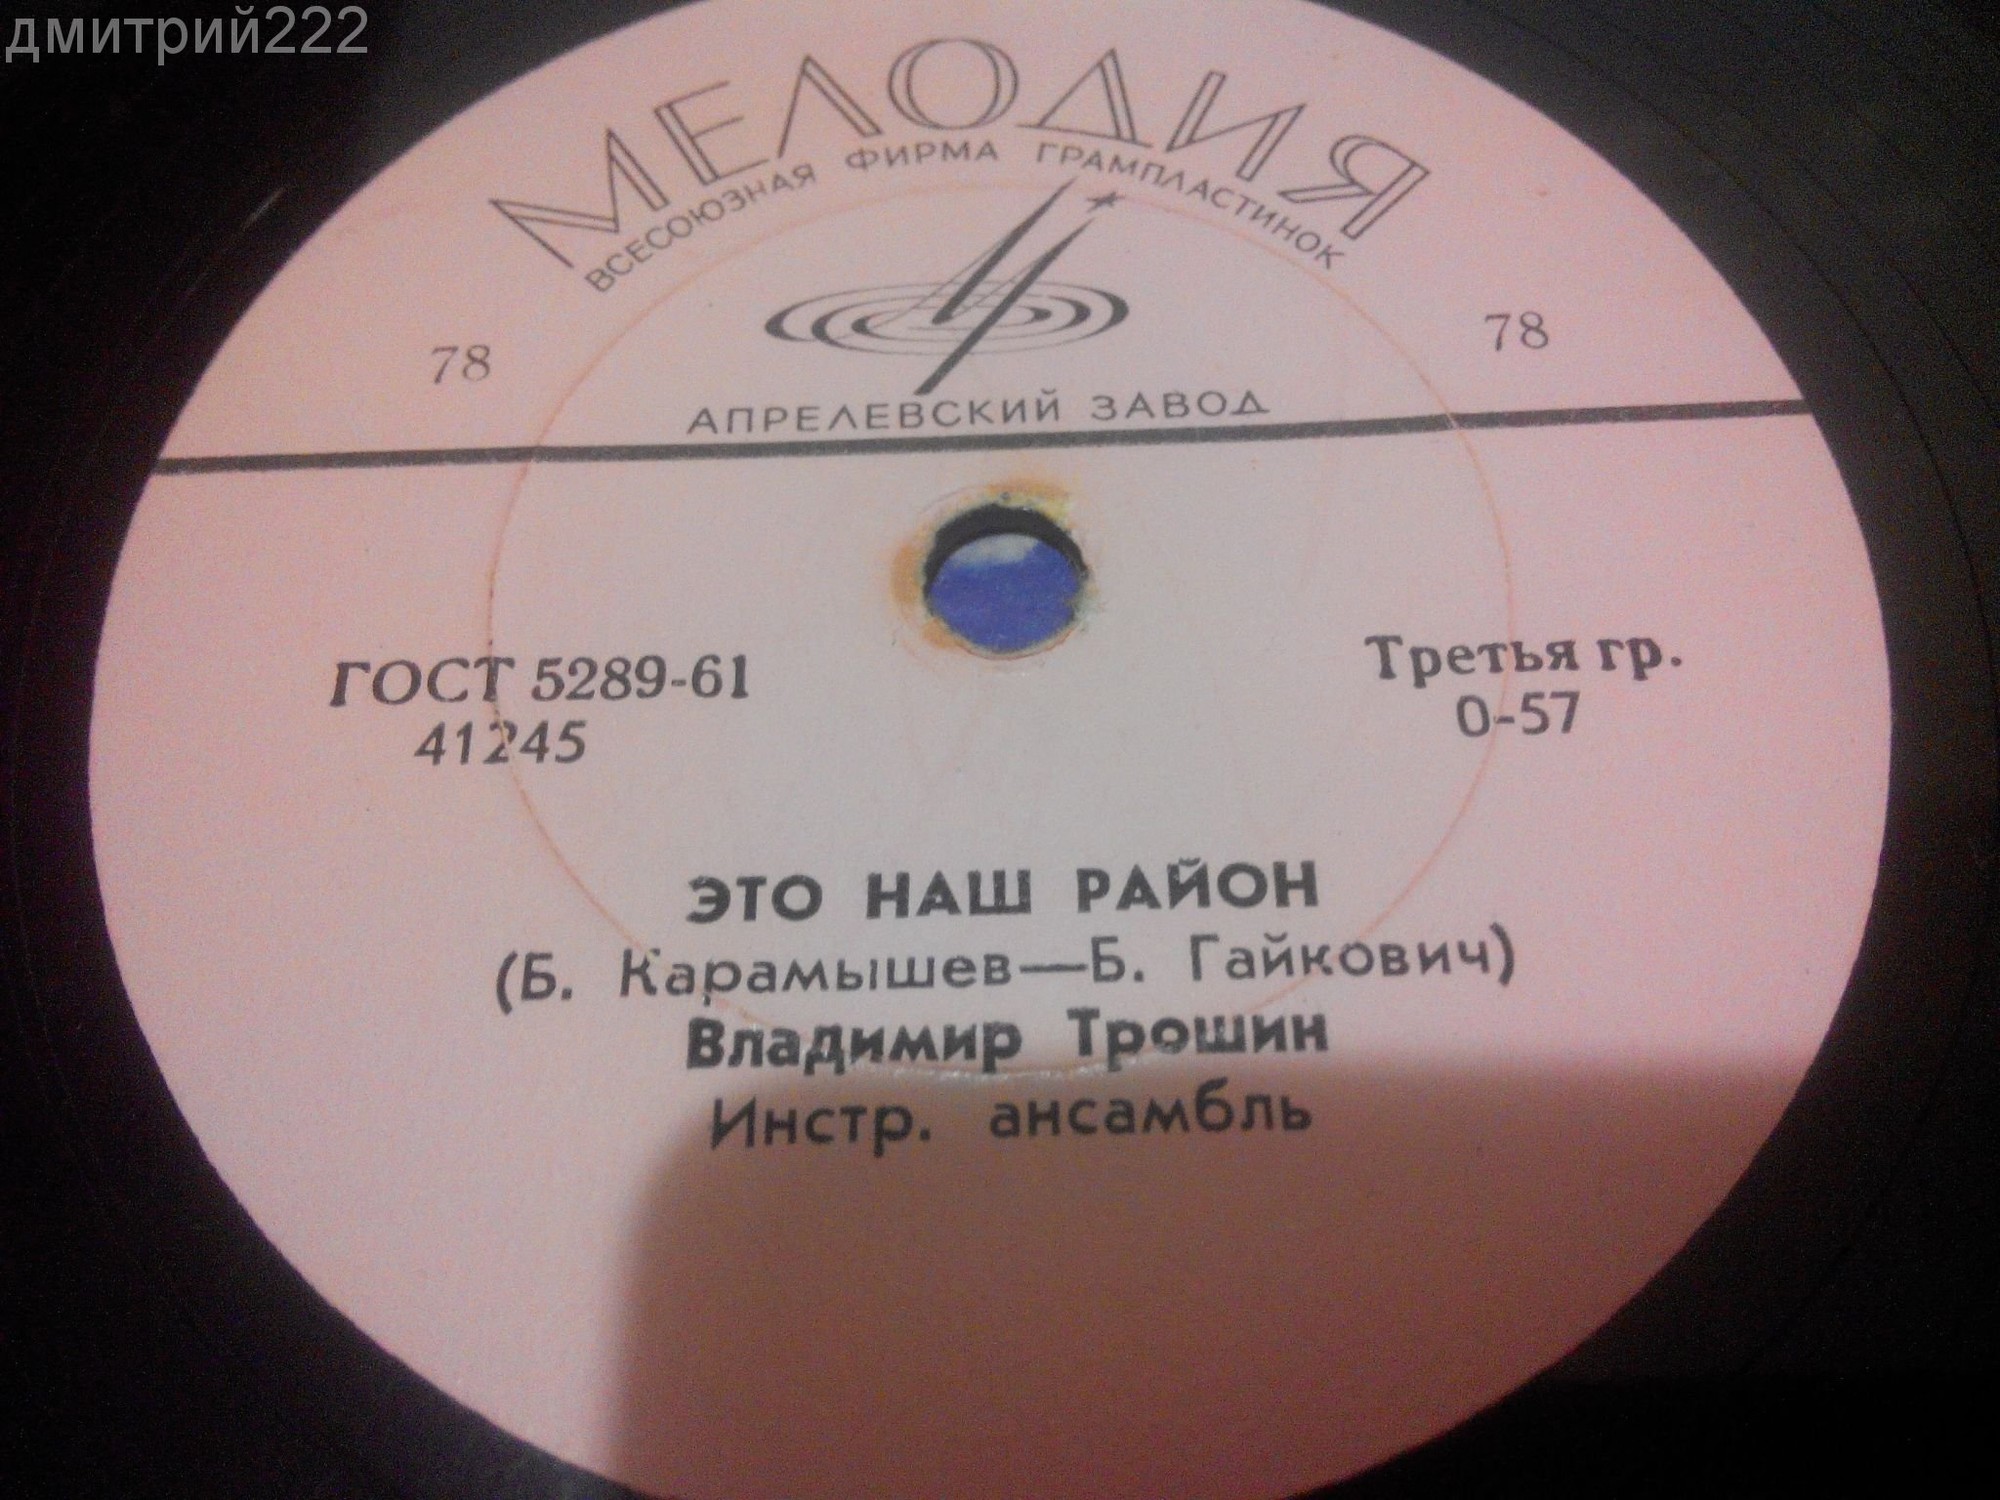 дмитрий222
МЕЛОДИЯ
ВСЕСОЮЗНАЯ ФИРМА ГРАМПЛАСТИНОК
78
78
АПРЕЛЕВСКИЙ ЗАВОД
ГОСТ 5289-61
41245
Третья гр.
0-57
ЭТО НАШ РАЙОН
(Б. Карамышев—Б. Гайкович)
Владимир Трошин
Инстр. ансамбль